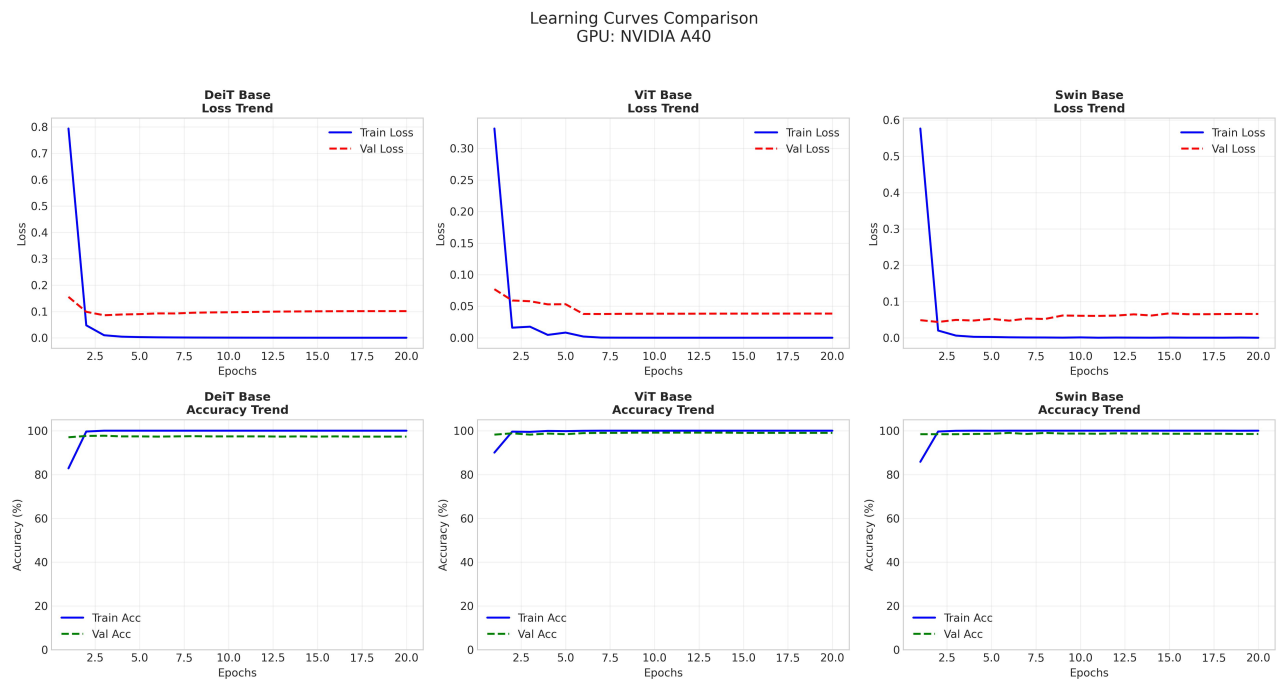 Learning Curves Comparison
GPU: NVIDIA A40
DeiT Base
Loss Trend
0.8
0.7
0.6
0.5
0.4
0.3
0.2
0.1
0.0
Loss
Train Loss
Val Loss
2.5 5.0 7.5 10.0 12.5 15.0 17.5 20.0
Epochs
ViT Base
Loss Trend
0.30
0.25
0.20
0.15
0.10
0.05
0.00
Loss
Train Loss
Val Loss
2.5 5.0 7.5 10.0 12.5 15.0 17.5 20.0
Epochs
Swin Base
Loss Trend
0.6
0.5
0.4
0.3
0.2
0.1
0.0
Loss
Train Loss
Val Loss
2.5 5.0 7.5 10.0 12.5 15.0 17.5 20.0
Epochs
DeiT Base
Accuracy Trend
100
80
60
40
20
0
Accuracy (%)
Train Acc
Val Acc
2.5 5.0 7.5 10.0 12.5 15.0 17.5 20.0
Epochs
ViT Base
Accuracy Trend
100
80
60
40
20
0
Accuracy (%)
Train Acc
Val Acc
2.5 5.0 7.5 10.0 12.5 15.0 17.5 20.0
Epochs
Swin Base
Accuracy Trend
100
80
60
40
20
0
Accuracy (%)
Train Acc
Val Acc
2.5 5.0 7.5 10.0 12.5 15.0 17.5 20.0
Epochs